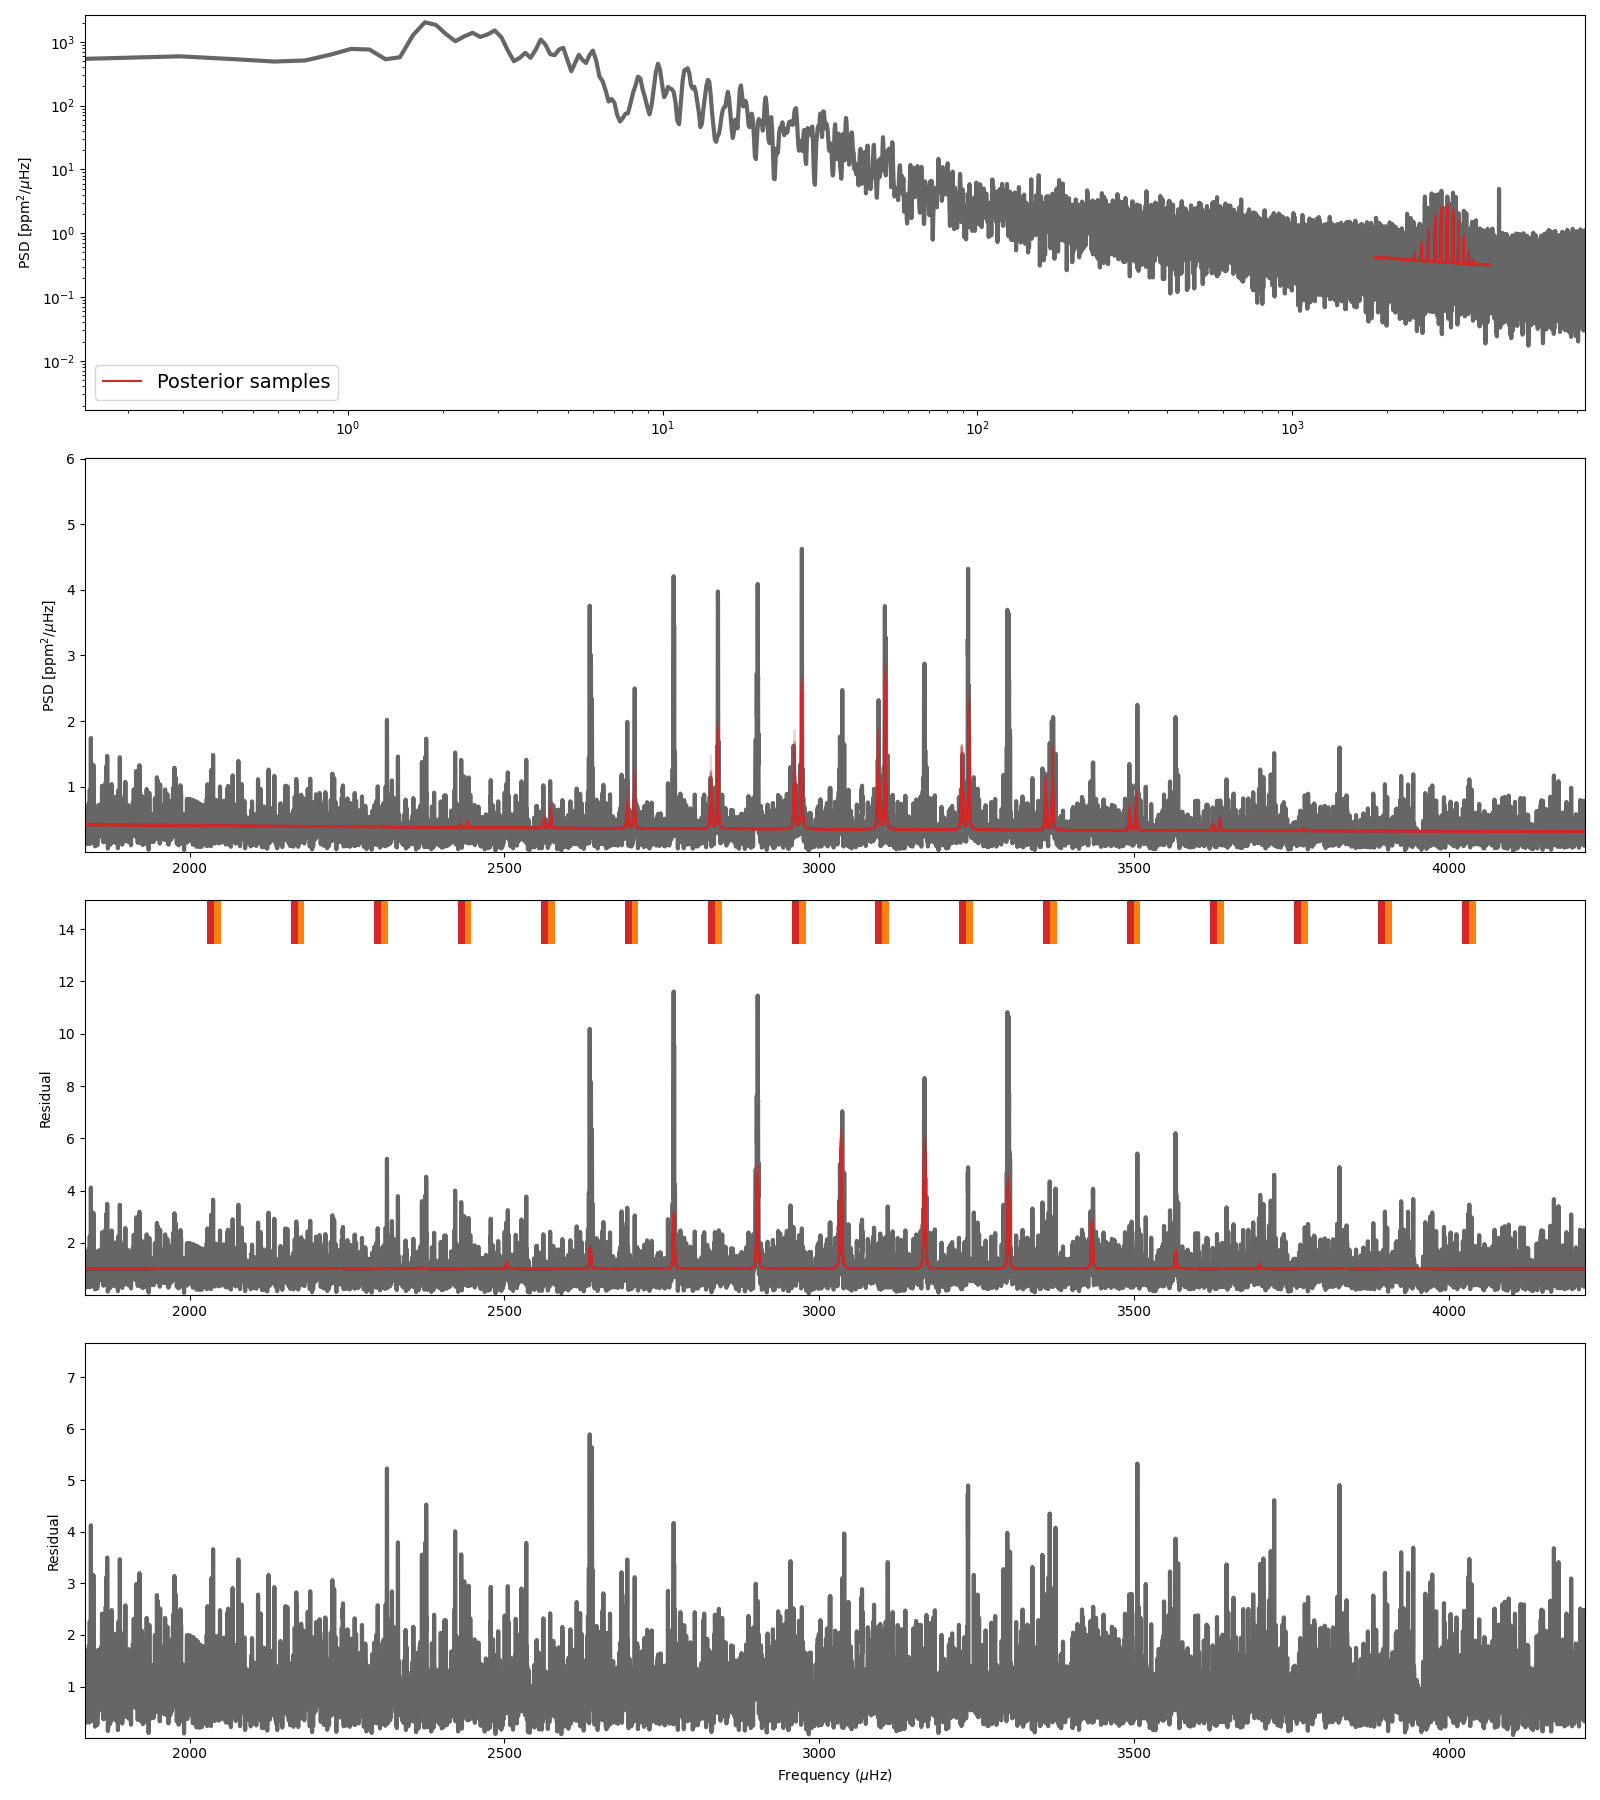 10³
10²
10¹
10⁰
10⁻¹
10⁻²
PSD [ppm²/μHz]
Posterior samples
10⁰ 10¹ 10² 10³
6
5
4
3
2
1
PSD [ppm²/μHz]
2000 2500 3000 3500 4000
14
12
10
8
6
4
2
Residual
2000 2500 3000 3500 4000
7
6
5
4
3
2
1
Residual
2000 2500 3000 3500 4000
Frequency (μHz)